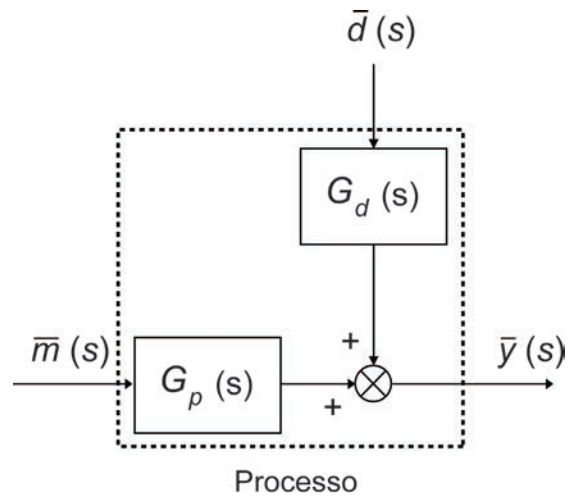 d̄ (s)
G_d (s)
m̄ (s)
+
ȳ (s)
G_p (s)
+
Processo